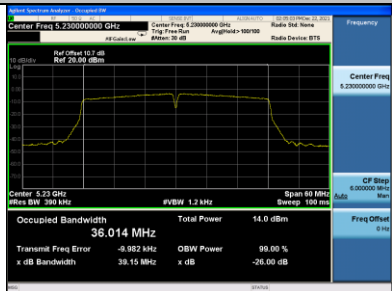 Agilent Spectrum Analyzer - Occupied BW
Center Freq 5.230000000 GHz
Center Freq: 5.230000000 GHz
Trig: Free Run
Avg|Hold>100/100
#IFGain:Low
#Atten: 30 dB
Radio Std: None
Radio Device: BTS
Frequency
Ref Offset 10.7 dB
10 dB/div
Ref 20.00 dBm
Log
Center Freq
5.230000000 GHz
Center 5.23 GHz
Span 60 MHz
#Res BW 390 kHz
#VBW 1.2 kHz
Sweep 100 ms
CF Step
6.000000 MHz
Auto Man
Occupied Bandwidth
36.014 MHz
Total Power 14.0 dBm
Transmit Freq Error -9.982 kHz
OBW Power 99.00 %
x dB Bandwidth 39.15 MHz
x dB -26.00 dB
Freq Offset
0 Hz
MSG
STATUS